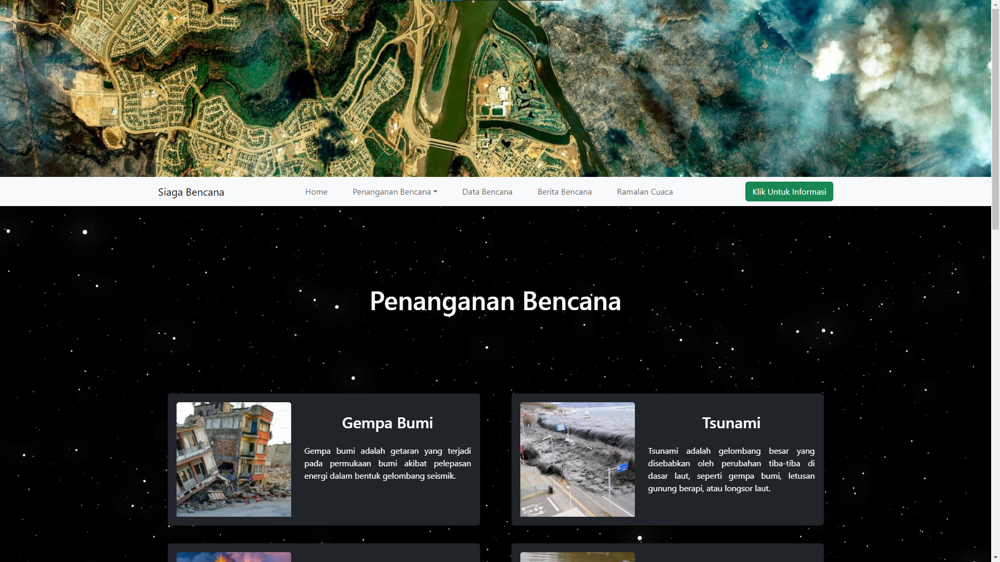 Siaga Bencana
Home
Penanganan Bencana
Data Bencana
Berita Bencana
Ramalan Cuaca
Klik Untuk Informasi
Penanganan Bencana
Gempa Bumi
Gempa bumi adalah getaran yang terjadi
pada permukaan bumi akibat pelepasan
energi dalam bentuk gelombang seismik.
Tsunami
Tsunami adalah gelombang besar yang
disebabkan oleh perubahan tiba-tiba di
dasar laut, seperti gempa bumi, letusan
gunung berapi, atau longsor laut.